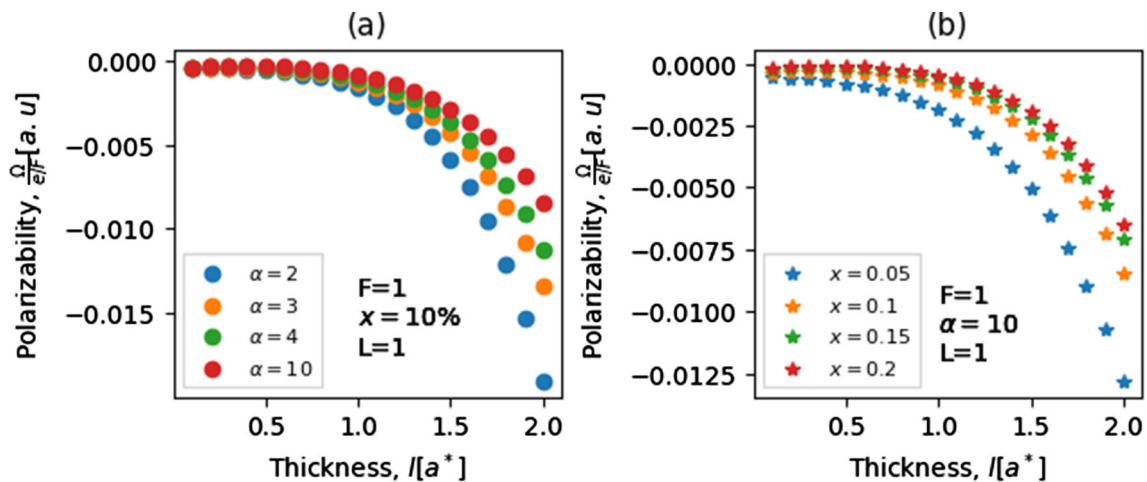 (a)
0.000
−0.005
−0.010
−0.015
Polarizability, Ω/e/F [a. u]
α = 2
α = 3
α = 4
α = 10
F=1
x = 10%
L=1
0.5 1.0 1.5 2.0
Thickness, l[a*]
(b)
0.0000
−0.0025
−0.0050
−0.0075
−0.0100
−0.0125
Polarizability, Ω/e/F [a. u]
x = 0.05
x = 0.1
x = 0.15
x = 0.2
F=1
α = 10
L=1
0.5 1.0 1.5 2.0
Thickness, l[a*]